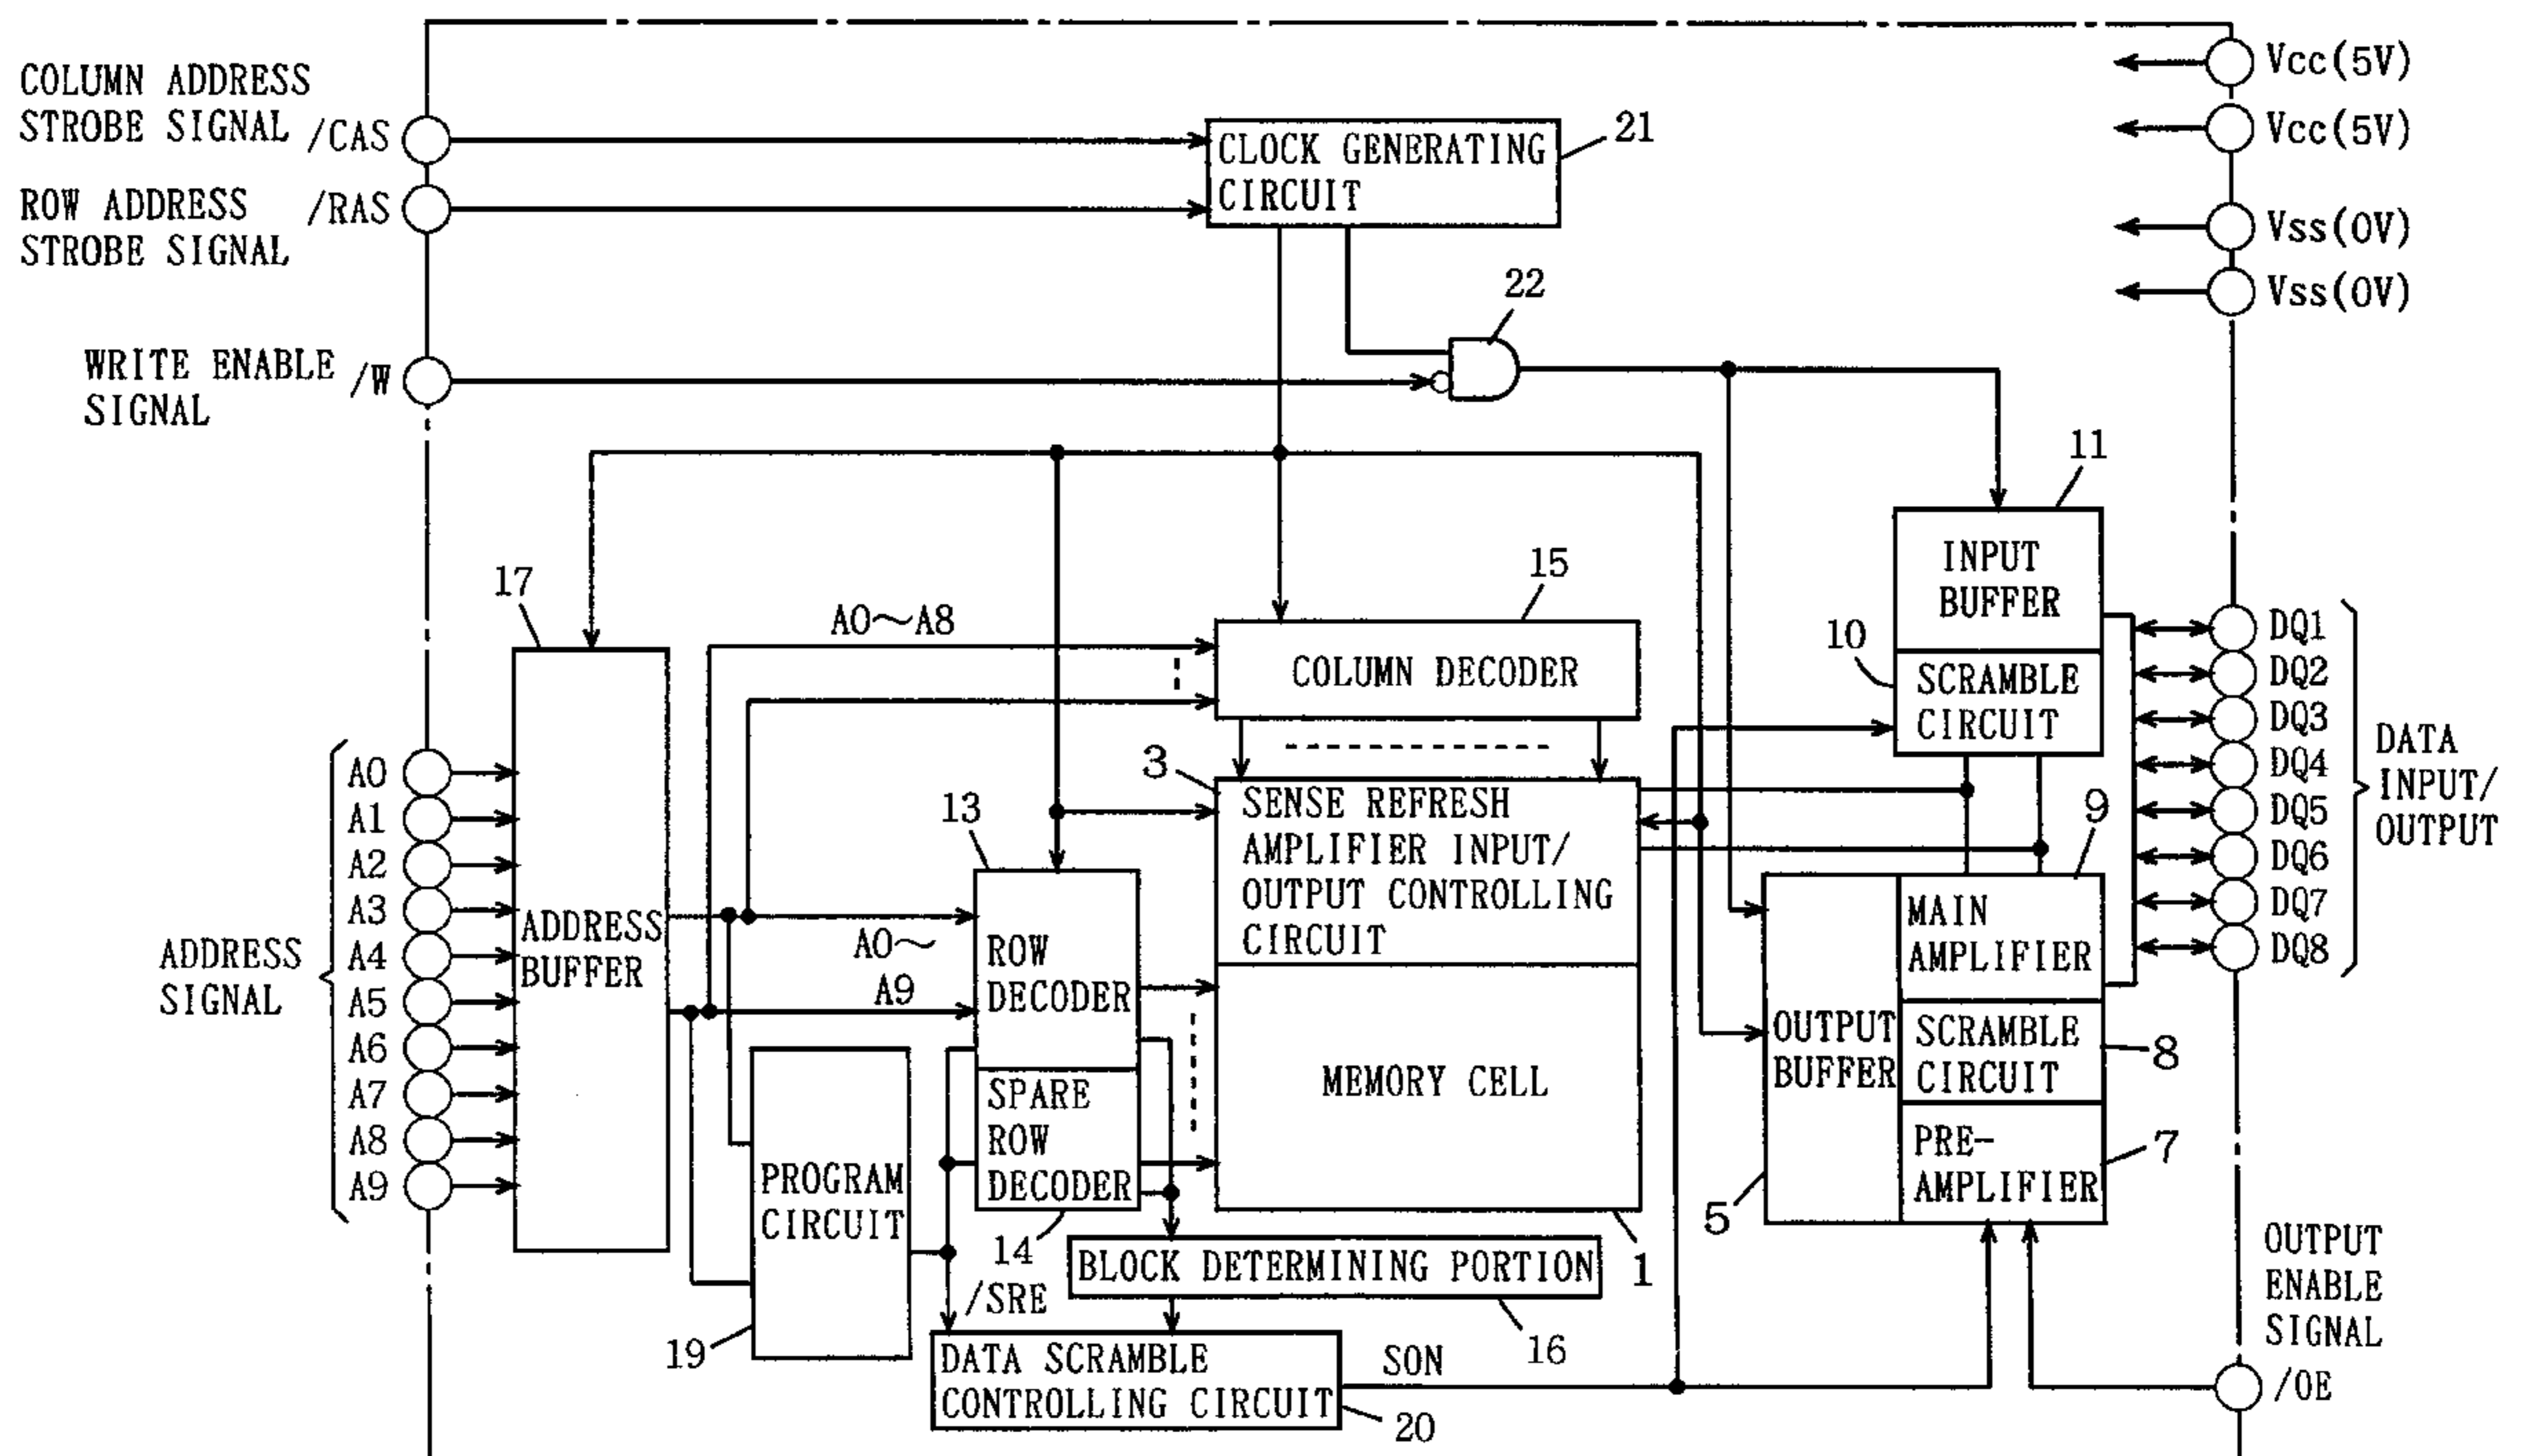 COLUMN ADDRESS
STROBE SIGNAL /CAS
ROW ADDRESS /RAS
STROBE SIGNAL
WRITE ENABLE /W
SIGNAL
CLOCK GENERATING
CIRCUIT
21
22
Vcc(5V)
Vcc(5V)
Vss(0V)
Vss(0V)
17
ADDRESS
BUFFER
ADDRESS
SIGNAL
A0
A1
A2
A3
A4
A5
A6
A7
A8
A9
A0~A8
15
COLUMN DECODER
3
SENSE REFRESH
AMPLIFIER INPUT/
OUTPUT CONTROLLING
CIRCUIT
MEMORY CELL
1
13
A0~
A9
ROW
DECODER
SPARE
ROW
DECODER
14
PROGRAM
CIRCUIT
19
/SRE
BLOCK DETERMINING PORTION
16
DATA SCRAMBLE
CONTROLLING CIRCUIT
20
SON
11
INPUT
BUFFER
10
SCRAMBLE
CIRCUIT
9
MAIN
AMPLIFIER
OUTPUT
BUFFER
SCRAMBLE
CIRCUIT
8
PRE-
AMPLIFIER
7
5
DQ1
DQ2
DQ3
DQ4
DQ5
DQ6
DQ7
DQ8
DATA
INPUT/
OUTPUT
OUTPUT
ENABLE
SIGNAL
/OE